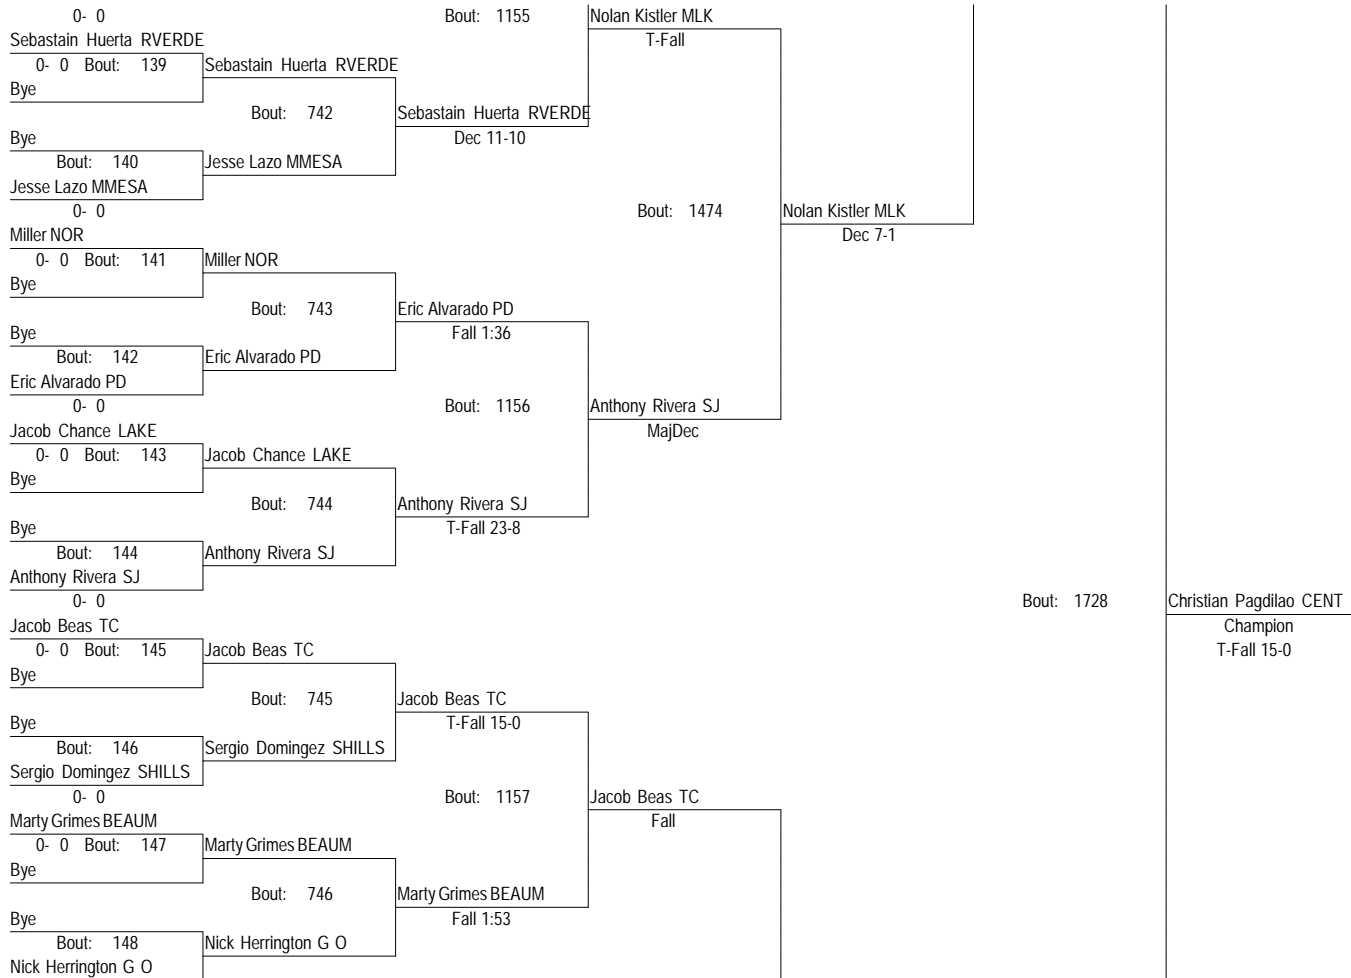 0- 0 Bout: 1155 Nolan Kistler MLK
Sebastain Huerta RVERDE T-Fall
0- 0 Bout: 139 Sebastain Huerta RVERDE
Bye
Bout: 742 Sebastain Huerta RVERDE
Bye Dec 11-10
Bout: 140 Jesse Lazo MMESA
Jesse Lazo MMESA
0- 0 Bout: 1474 Nolan Kistler MLK
Miller NOR Dec 7-1
0- 0 Bout: 141 Miller NOR
Bye
Bout: 743 Eric Alvarado PD
Bye Fall 1:36
Bout: 142 Eric Alvarado PD
Eric Alvarado PD
0- 0 Bout: 1156 Anthony Rivera SJ
Jacob Chance LAKE MajDec
0- 0 Bout: 143 Jacob Chance LAKE
Bye
Bout: 744 Anthony Rivera SJ
Bye T-Fall 23-8
Bout: 144 Anthony Rivera SJ
Anthony Rivera SJ
0- 0 Bout: 1728 Christian Pagdilao CENT
Jacob Beas TC Champion
0- 0 Bout: 145 Jacob Beas TC T-Fall 15-0
Bye
Bout: 745 Jacob Beas TC
Bye T-Fall 15-0
Bout: 146 Sergio Domingez SHILLS
Sergio Domingez SHILLS
0- 0 Bout: 1157 Jacob Beas TC
Marty Grimes BEAUM Fall
0- 0 Bout: 147 Marty Grimes BEAUM
Bye
Bout: 746 Marty Grimes BEAUM
Bye Fall 1:53
Bout: 148 Nick Herrington G O
Nick Herrington G O